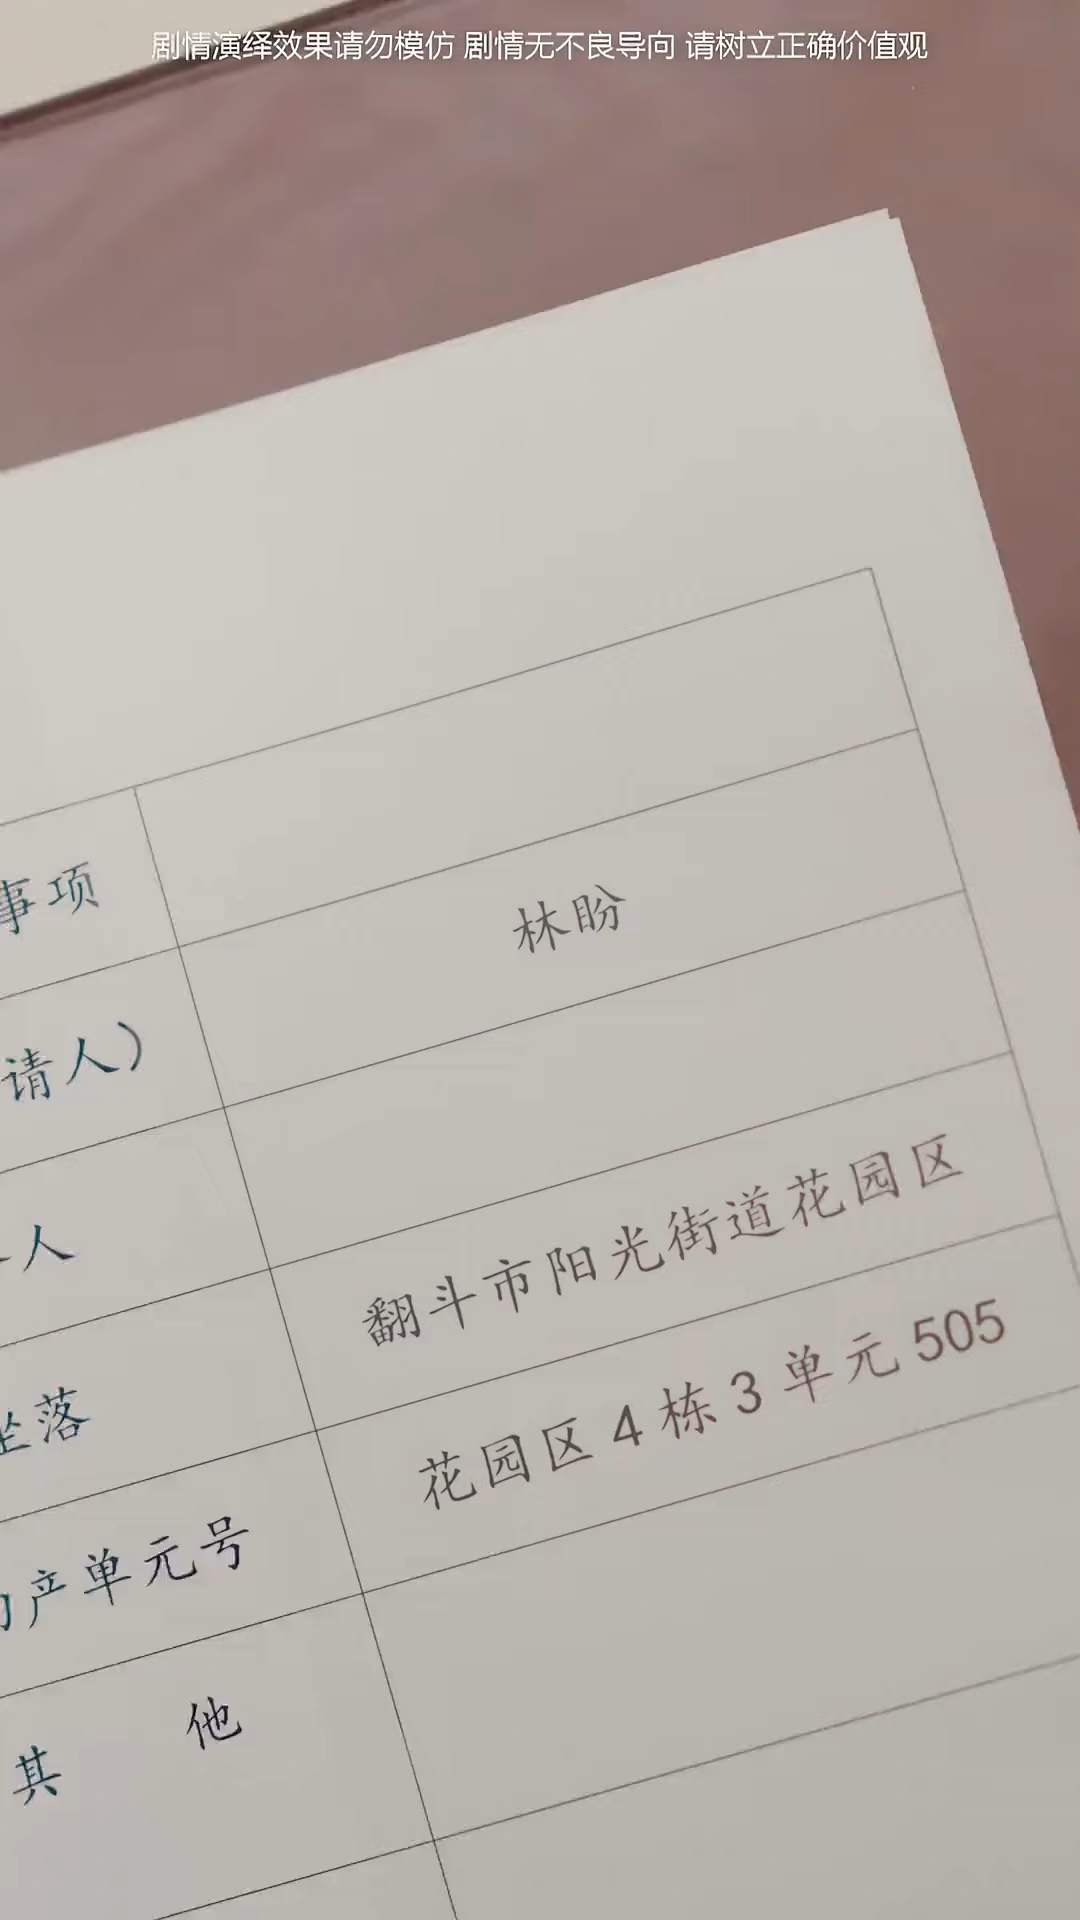 剧情演绎效果请勿模仿 剧情无不良导向 请树立正确价值观
事项
请人）
林盼
人
坐落
翻斗市阳光街道花园区
产单元号
花园区 4 栋 3 单元 505
其 他